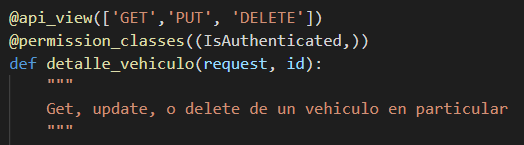 @api_view(['GET','PUT', 'DELETE'])
@permission_classes((IsAuthenticated,))
def detalle_vehiculo(request, id):
    """
    Get, update, o delete de un vehiculo en particular
    """